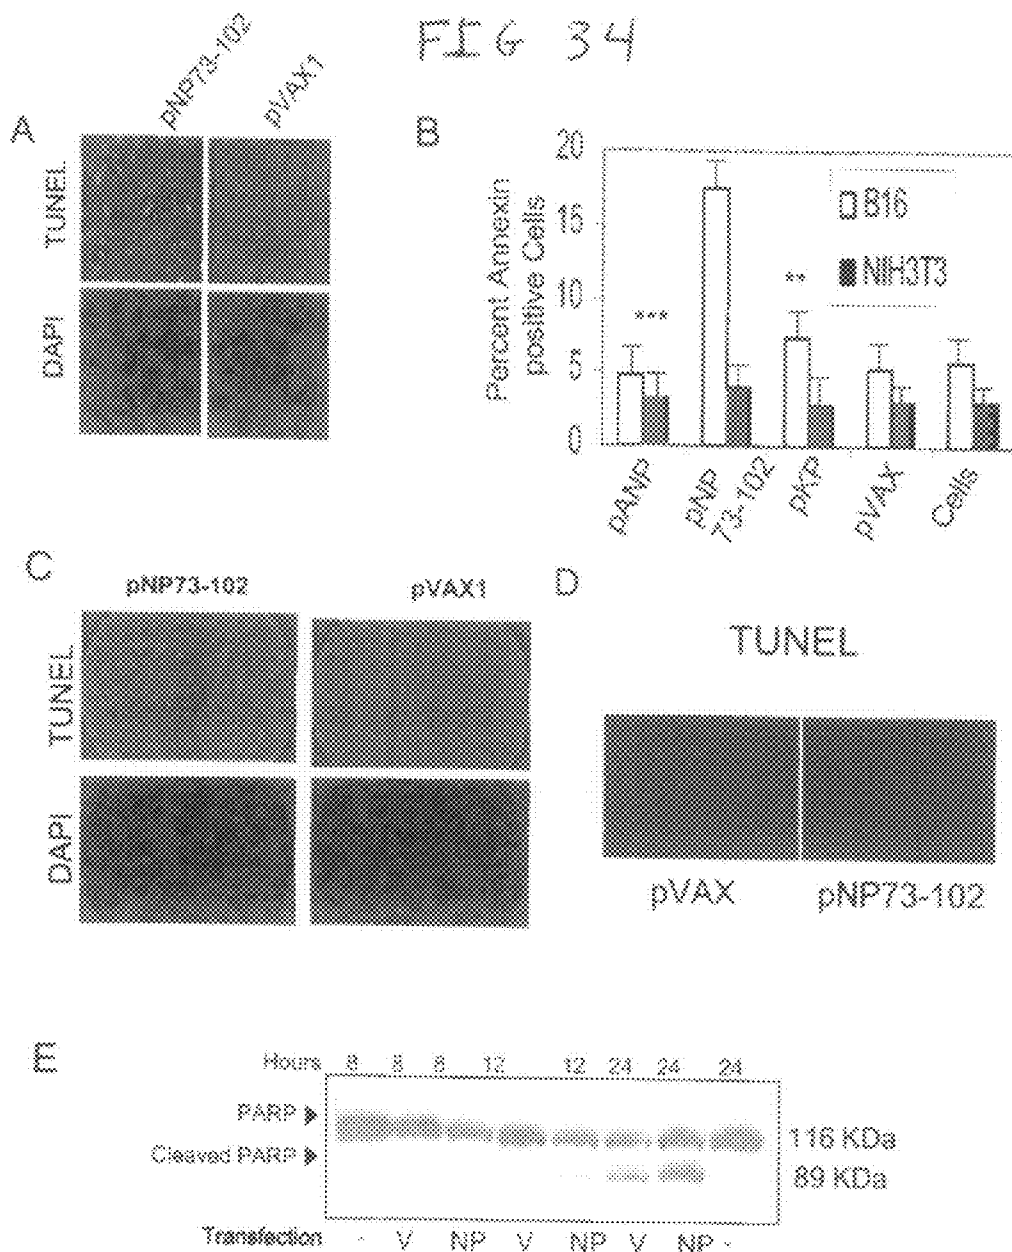 FIG 34
A
pNP73-102
pVAX1
TUNEL
DAPI
B
Percent Annexin
positive Cells
20
15
10
5
0
B16
NIH3T3
***
**
pANP
pNP
73-102
pKP
pVAX
Cells
C
pNP73-102
pVAX1
TUNEL
DAPI
D
TUNEL
pVAX
pNP73-102
E
Hours 8 8 8 12 12 24 24 24
PARP
Cleaved PARP
116 KDa
89 KDa
Transfection - V NP V NP V NP -